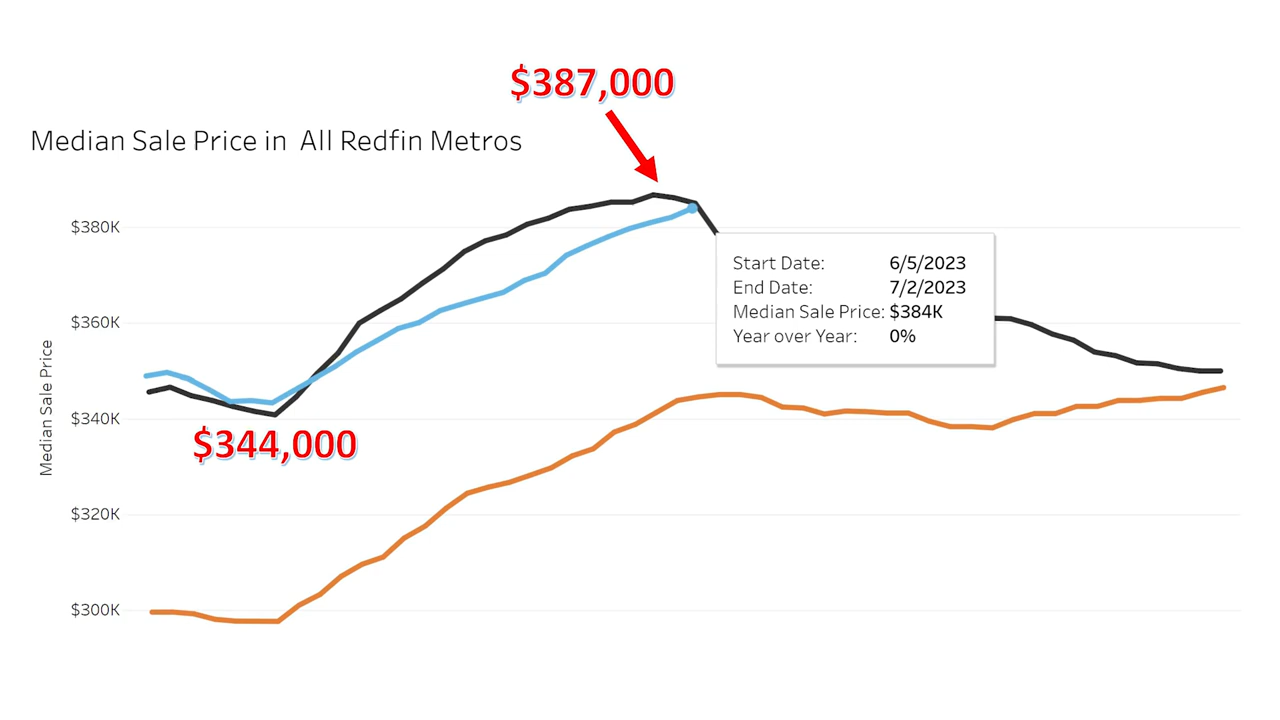 $387,000
Median Sale Price in All Redfin Metros
$380K
Start Date: 6/5/2023
End Date: 7/2/2023
Median Sale Price: $384K
Year over Year: 0%
$360K
Median Sale Price
$340K
$344,000
$320K
$300K